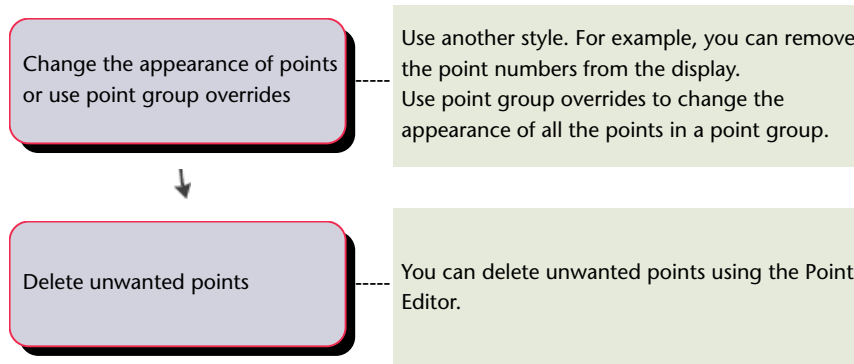 Change the appearance of points
or use point group overrides
Use another style. For example, you can remove
the point numbers from the display.
Use point group overrides to change the
appearance of all the points in a point group.
Delete unwanted points
You can delete unwanted points using the Point
Editor.